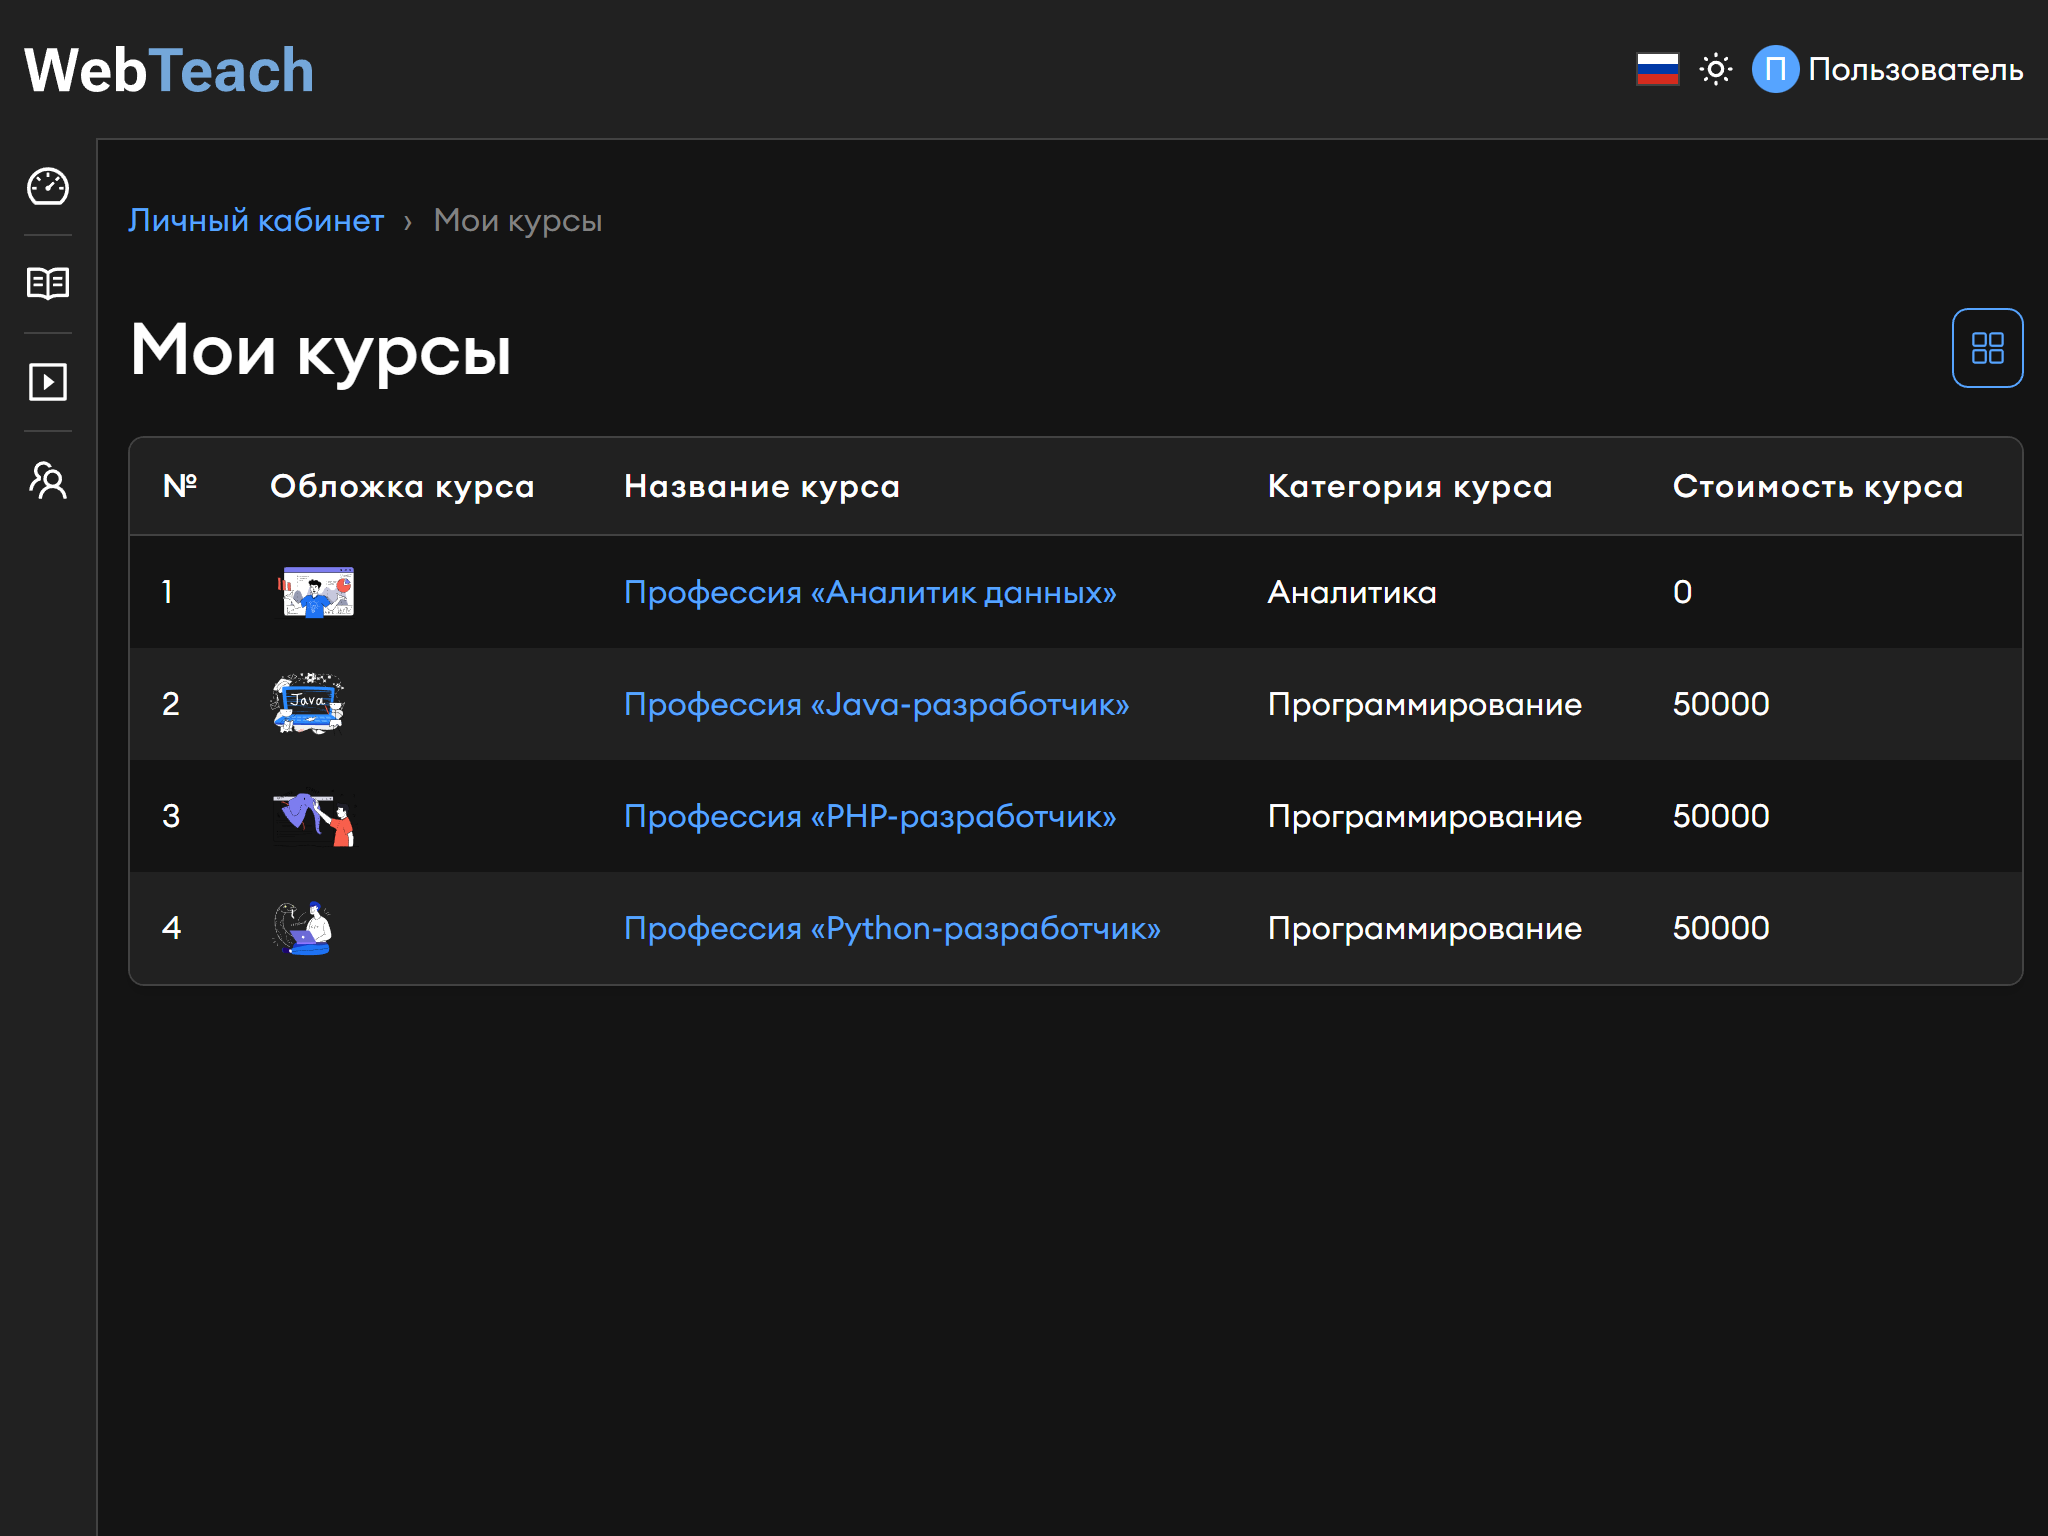 WebTeach
П Пользователь
Личный кабинет › Мои курсы
Мои курсы
№ Обложка курса Название курса Категория курса Стоимость курса
1 Профессия «Аналитик данных» Аналитика 0
2 Java Профессия «Java-разработчик» Программирование 50000
3 Профессия «PHP-разработчик» Программирование 50000
4 Профессия «Python-разработчик» Программирование 50000